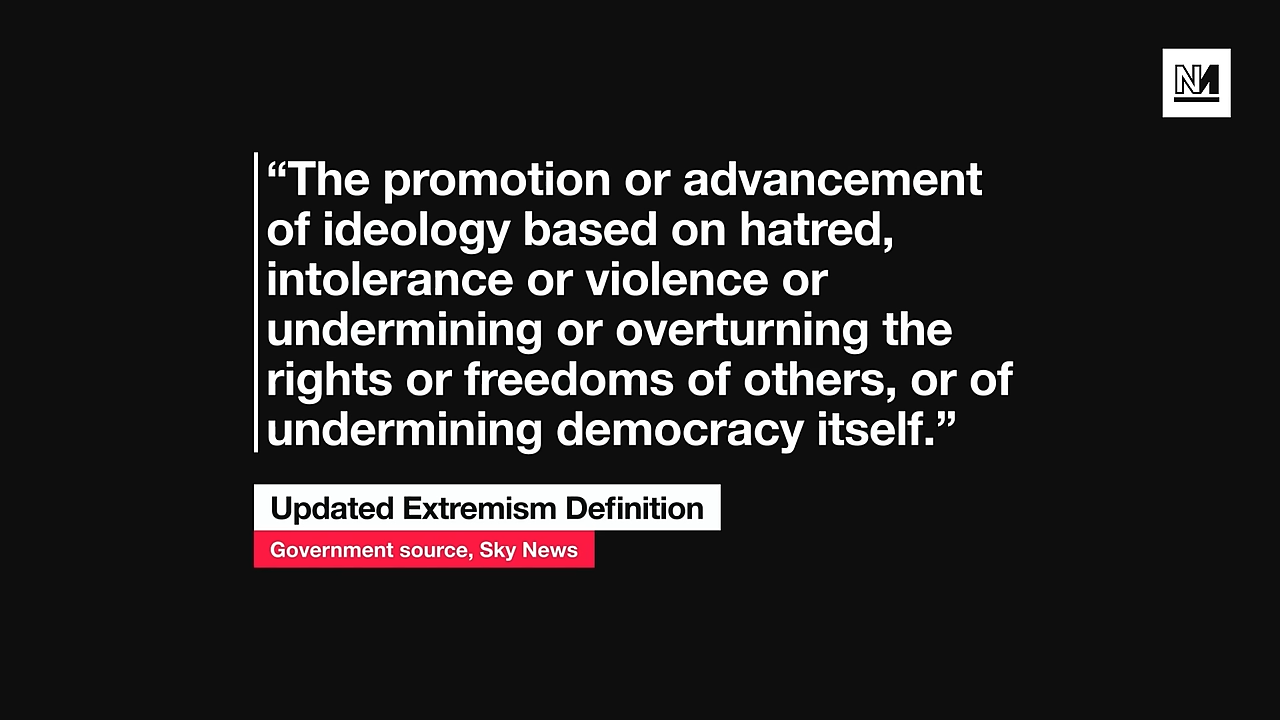 “The promotion or advancement
of ideology based on hatred,
intolerance or violence or
undermining or overturning the
rights or freedoms of others, or of
undermining democracy itself.”
Updated Extremism Definition
Government source, Sky News